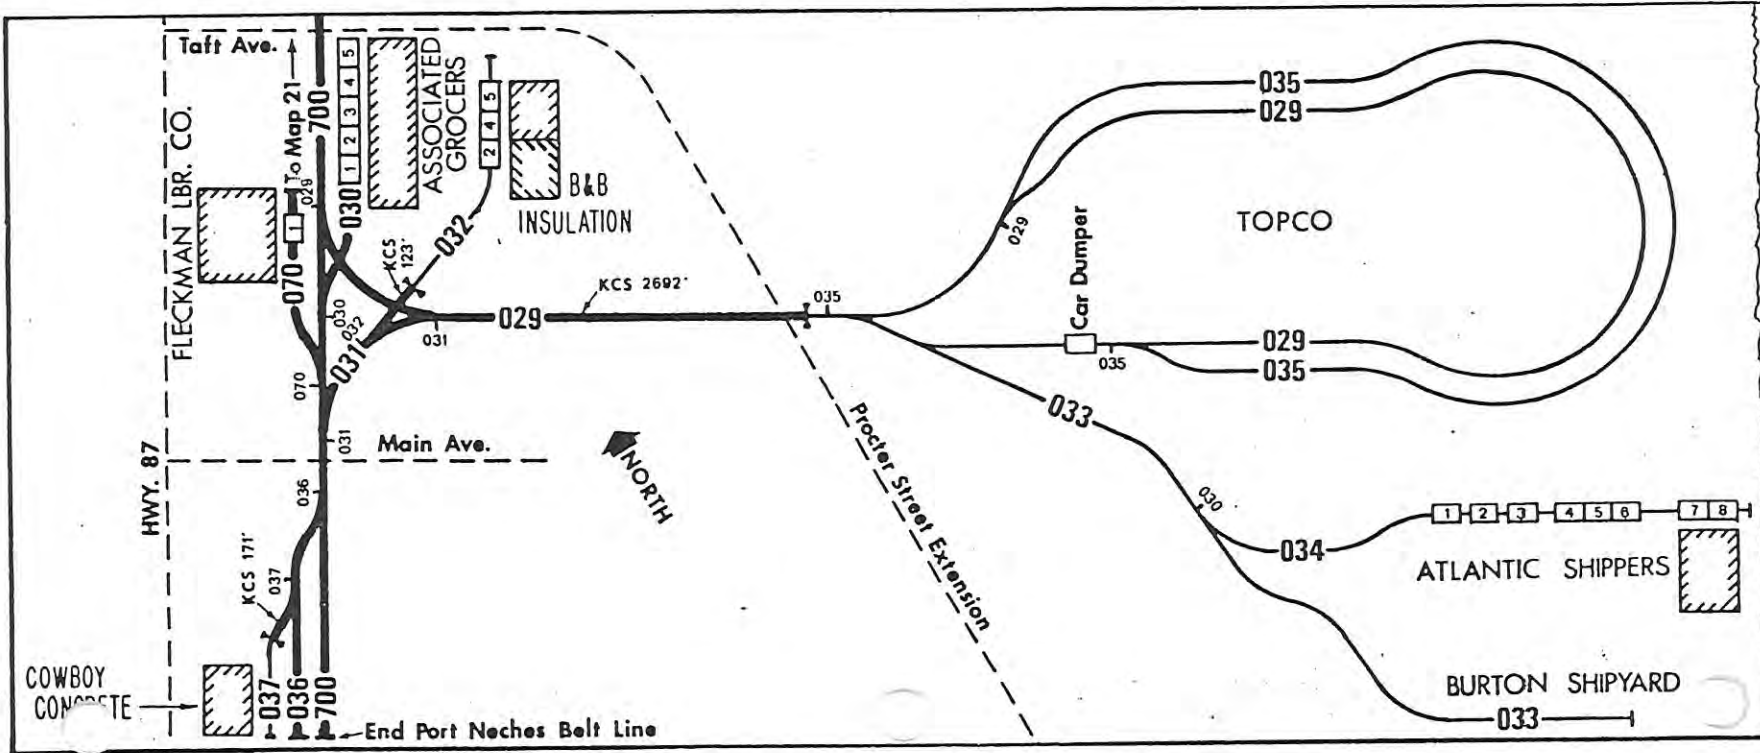 Taft Ave.
To Map 21
700
029
5
4
3
2
1
030
ASSOCIATED
GROCERS
5
4
2
B&B
INSULATION
032
FLECKMAN LBR. CO.
1
070
KCS
123'
KCS 2692'
029
030
032
031
031
070
031
Main Ave.
HWY. 87
036
NORTH
KCS 171'
037
COWBOY
CONCRETE
037
036
700
End Port Neches Belt Line
Procter Street Extension
035
029
035
029
TOPCO
Car Dumper
035
029
035
033
030
034
1
2
3
4
5
6
7
8
ATLANTIC SHIPPERS
BURTON SHIPYARD
033